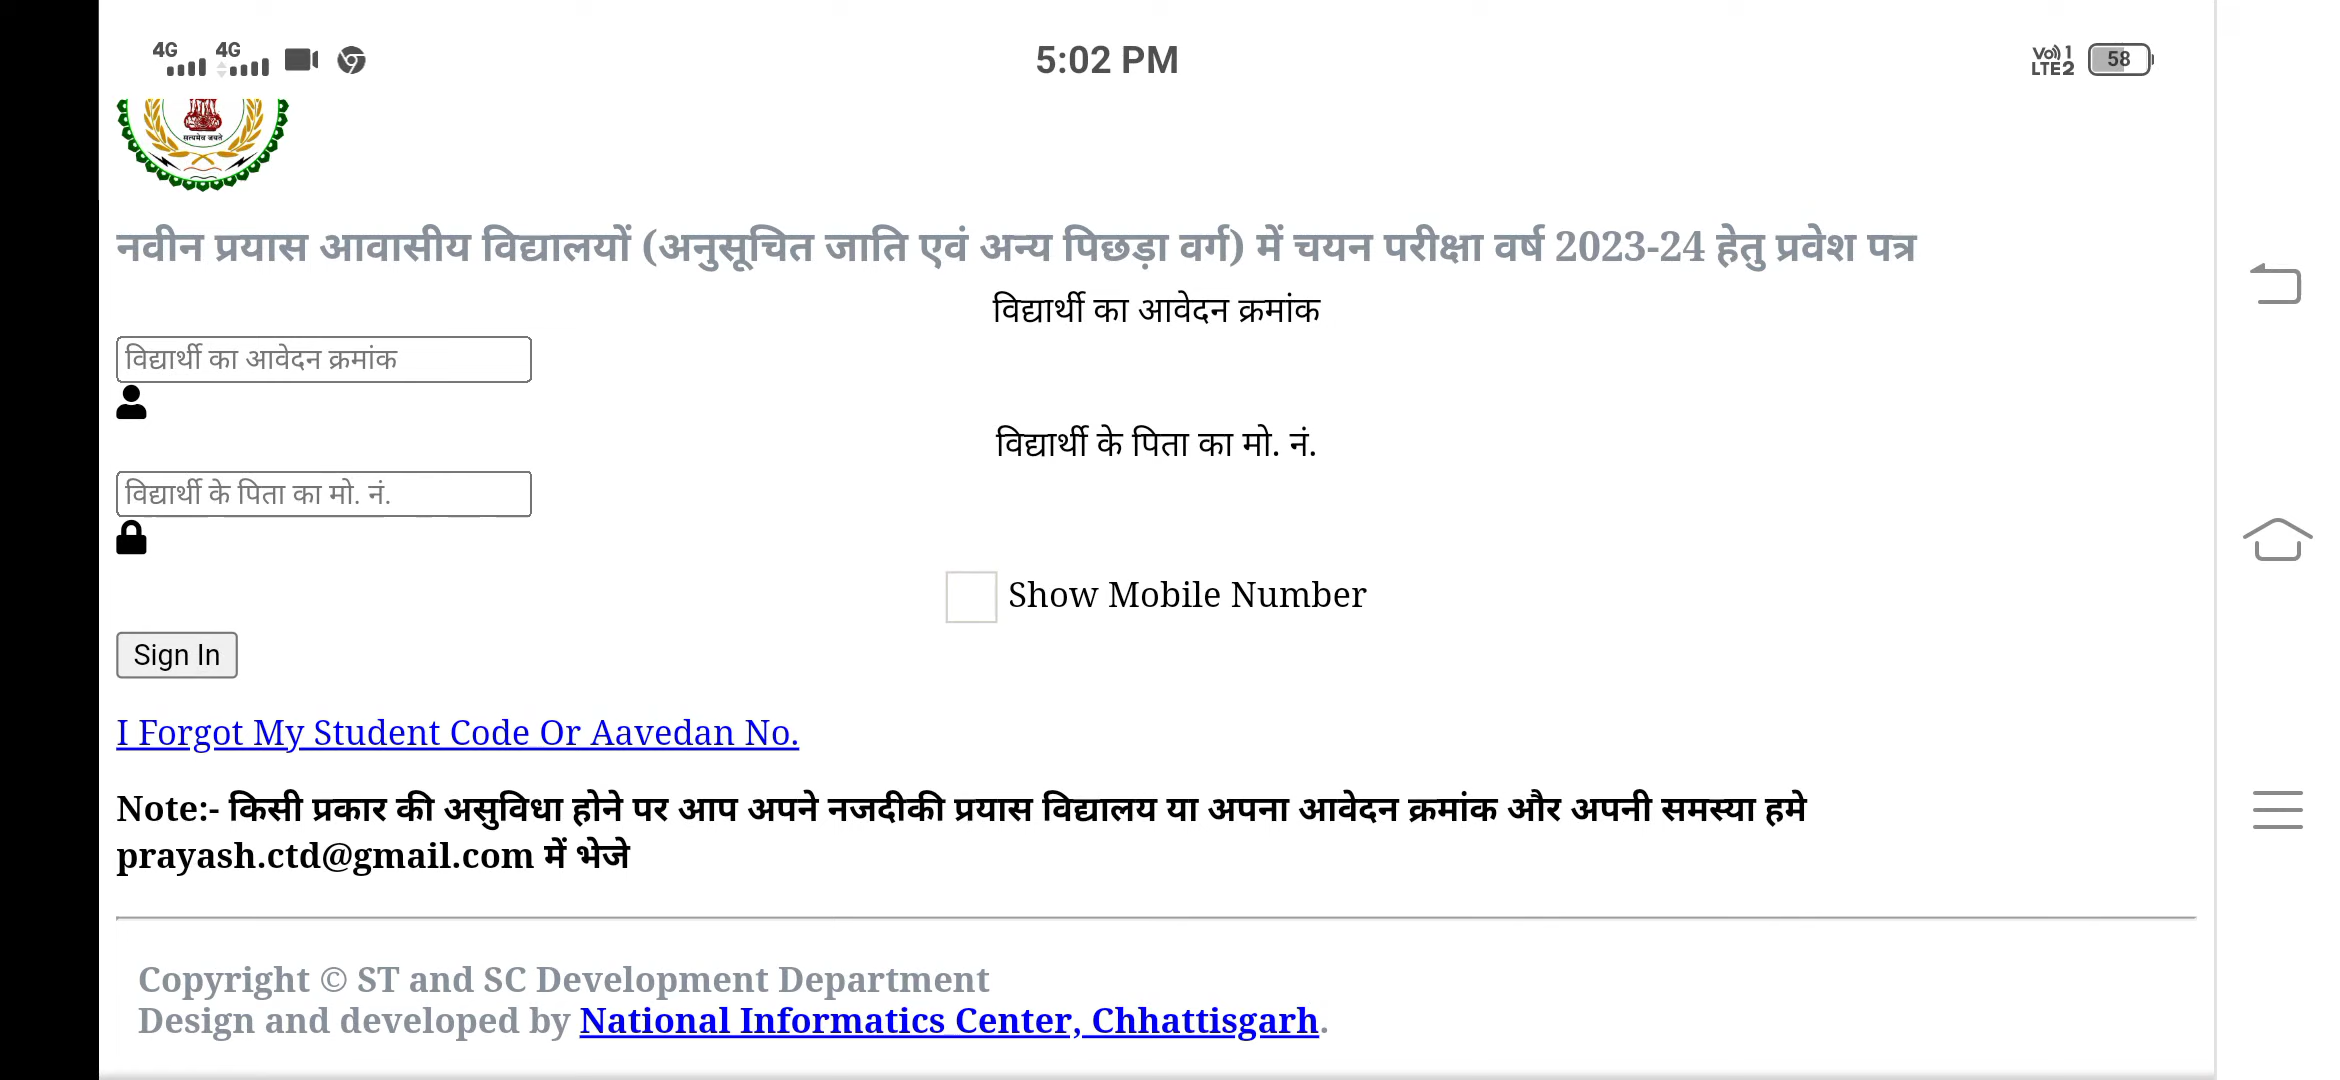 4G 4G 5:02 PM Vo)) 1 LTE2 58
सत्यमेव जयते
नवीन प्रयास आवासीय विद्यालयों (अनुसूचित जाति एवं अन्य पिछड़ा वर्ग) में चयन परीक्षा वर्ष 2023-24 हेतु प्रवेश पत्र
विद्यार्थी का आवेदन क्रमांक
विद्यार्थी का आवेदन क्रमांक
विद्यार्थी के पिता का मो. नं.
विद्यार्थी के पिता का मो. नं.
Show Mobile Number
Sign In
I Forgot My Student Code Or Aavedan No.
Note:- किसी प्रकार की असुविधा होने पर आप अपने नजदीकी प्रयास विद्यालय या अपना आवेदन क्रमांक और अपनी समस्या हमे
prayash.ctd@gmail.com में भेजे
Copyright © ST and SC Development Department
Design and developed by National Informatics Center, Chhattisgarh.